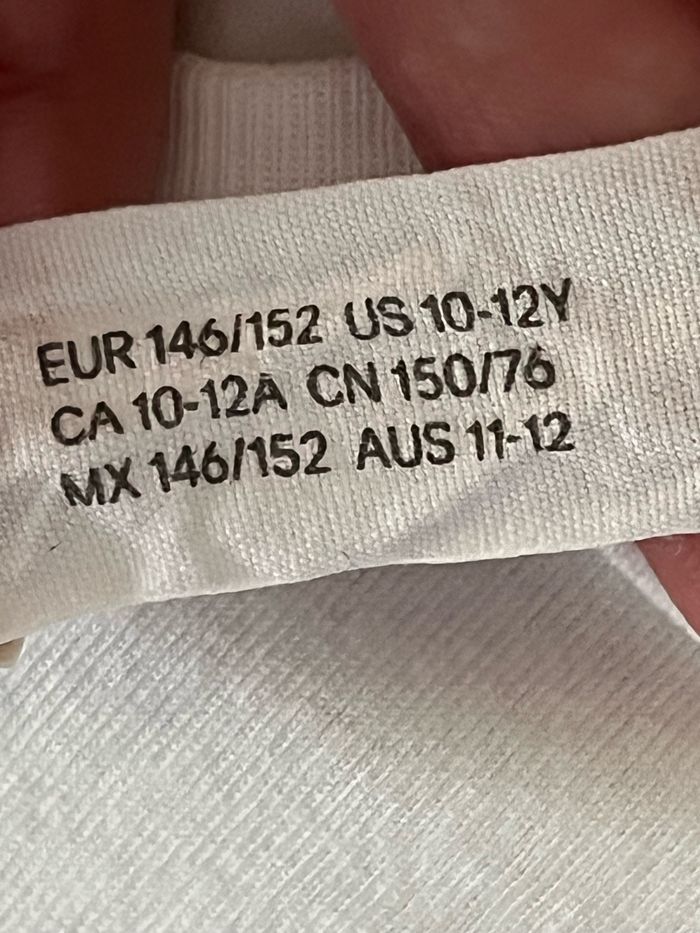 EUR 146/152 US 10-12Y
CA 10-12A CN 150/76
MX 146/152 AUS 11-12